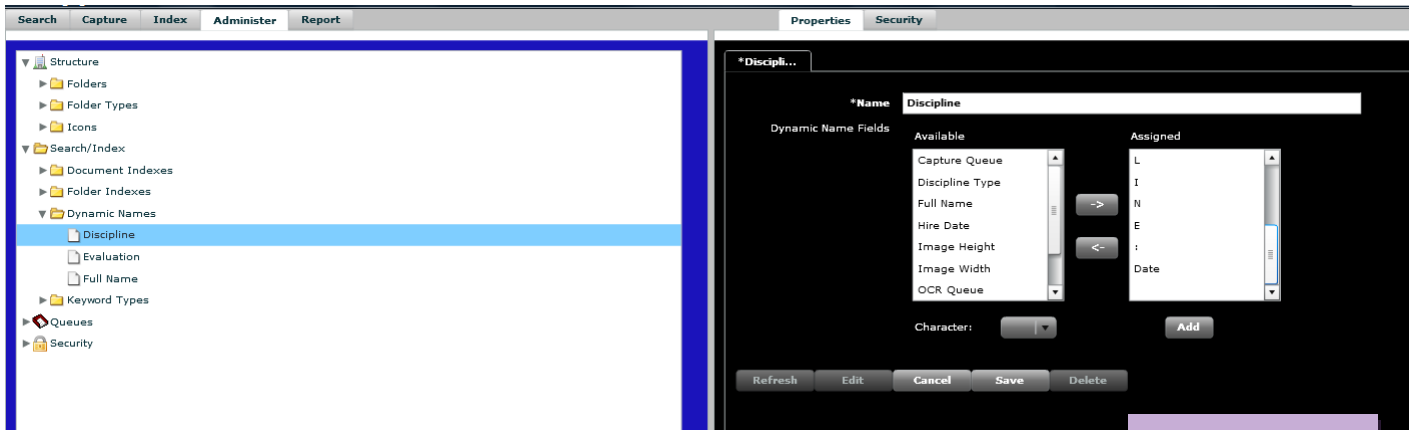 Search Capture Index Administer Report
Properties Security
Structure
Folders
Folder Types
Icons
Search/Index
Document Indexes
Folder Indexes
Dynamic Names
Discipline
Evaluation
Full Name
Keyword Types
Queues
Security
*Discipli...
*Name Discipline
Dynamic Name Fields
Available
Capture Queue
Discipline Type
Full Name
Hire Date
Image Height
Image Width
OCR Queue
->
<-
Assigned
L
I
N
E
:
Date
Character: Add
Refresh Edit Cancel Save Delete